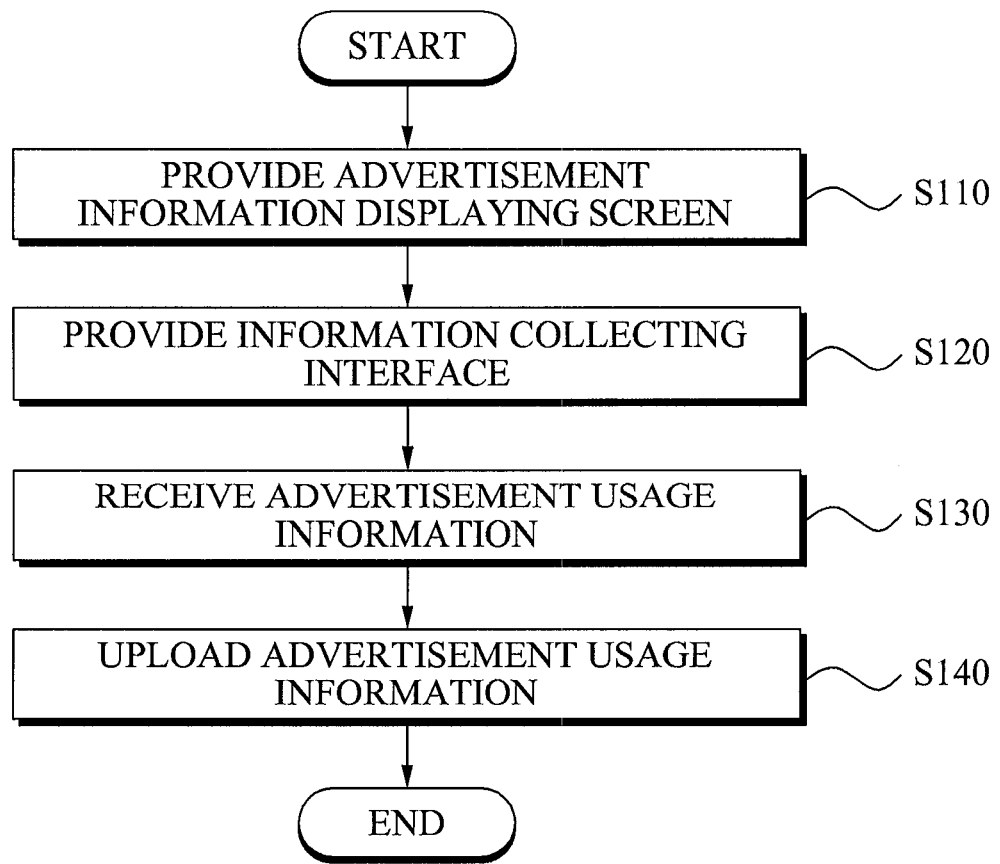 START
PROVIDE ADVERTISEMENT
INFORMATION DISPLAYING SCREEN
S110
PROVIDE INFORMATION COLLECTING
INTERFACE
S120
RECEIVE ADVERTISEMENT USAGE
INFORMATION
S130
UPLOAD ADVERTISEMENT USAGE
INFORMATION
S140
END